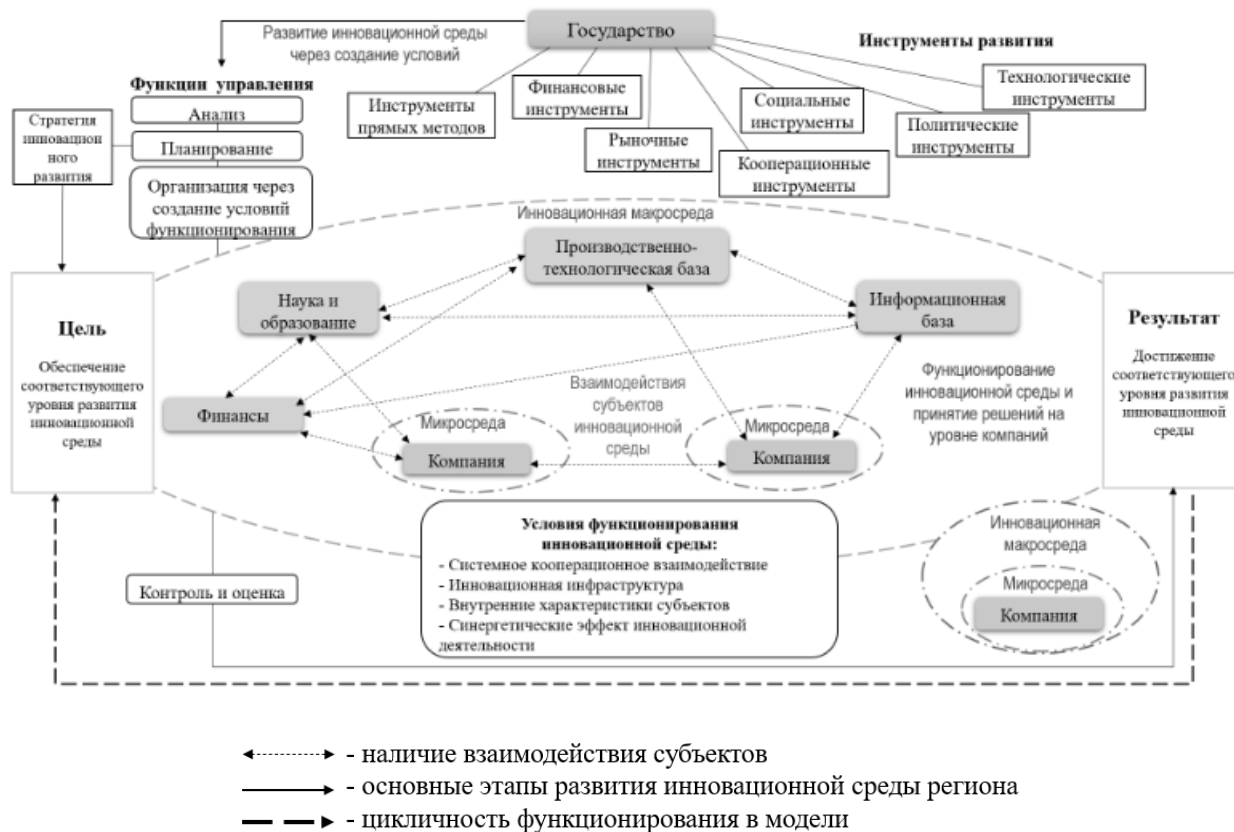 Развитие инновационной среды
через создание условий
Государство
Инструменты развития
Функции управления
Анализ
Планирование
Организация через
создание условий
функционирования
Стратегия
инновацион
ного
развития
Инструменты
прямых методов
Финансовые
инструменты
Рыночные
инструменты
Социальные
инструменты
Кооперационные
инструменты
Политические
инструменты
Технологические
инструменты
Инновационная макросреда
Производственно-
технологическая база
Наука и
образование
Информационная
база
Финансы
Цель
Обеспечение
соответствующего
уровня развития
инновационной
среды
Результат
Достижение
соответствующего
уровня развития
инновационной
среды
Взаимодействия
субъектов
инновационной
среды
Функционирование
инновационной среды и
принятие решений на
уровне компаний
Микросреда
Компания
Микросреда
Компания
Условия функционирования
инновационной среды:
- Системное кооперационное взаимодействие
- Инновационная инфраструктура
- Внутренние характеристики субъектов
- Синергетические эффект инновационной
деятельности
Контроль и оценка
Инновационная
макросреда
Микросреда
Компания
- наличие взаимодействия субъектов
- основные этапы развития инновационной среды региона
- цикличность функционирования в модели